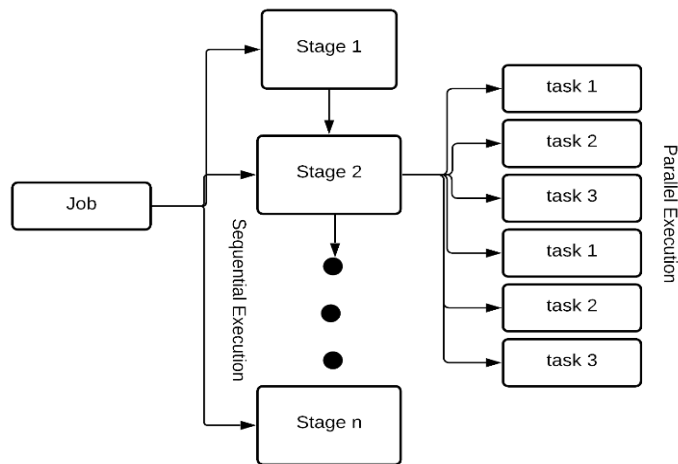 Job
Stage 1
Stage 2
Stage n
Sequential Execution
task 1
task 2
task 3
task 1
task 2
task 3
Parallel Execution